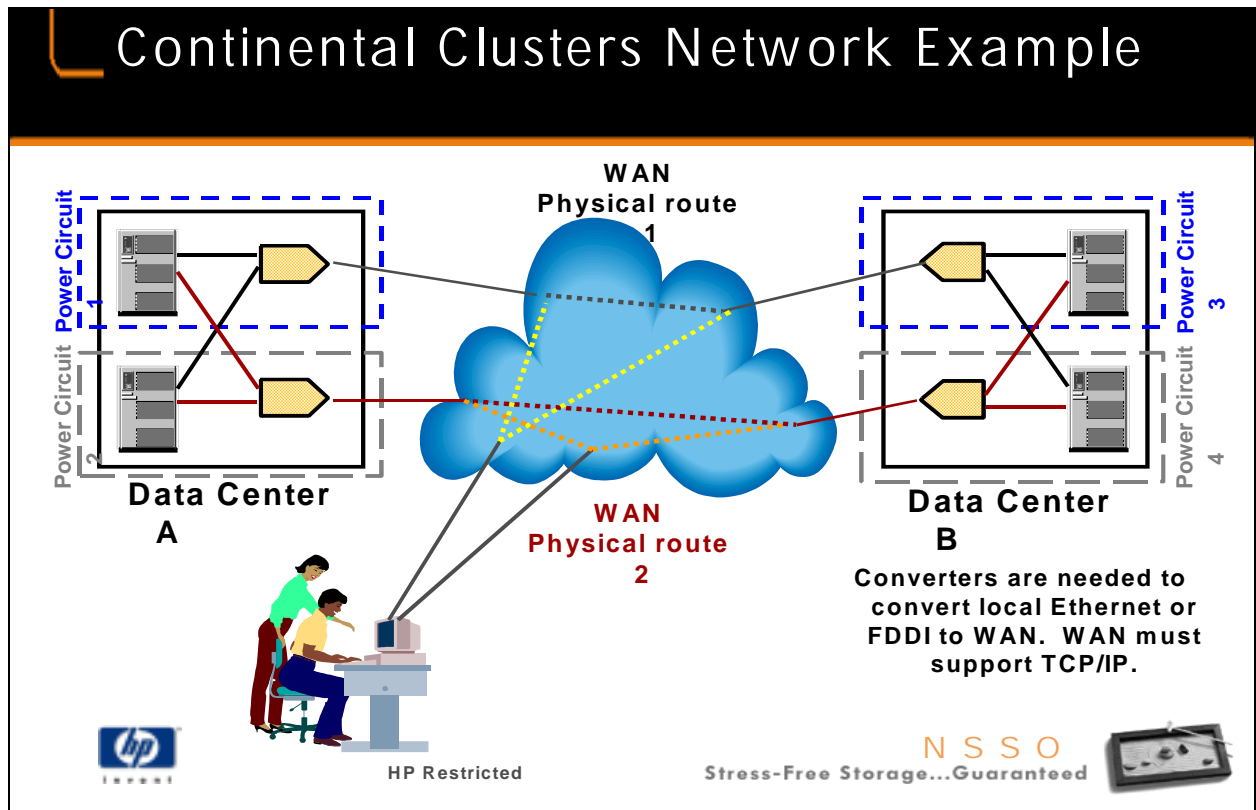 Continental Clusters Network Example
WAN
Physical route
1
Power Circuit
1
Power Circuit
2
Power Circuit
3
Power Circuit
4
Data Center
A
WAN
Physical route
2
Data Center
B
Converters are needed to
convert local Ethernet or
FDDI to WAN. WAN must
support TCP/IP.
hp
invent
HP Restricted
NSSO
Stress-Free Storage...Guaranteed